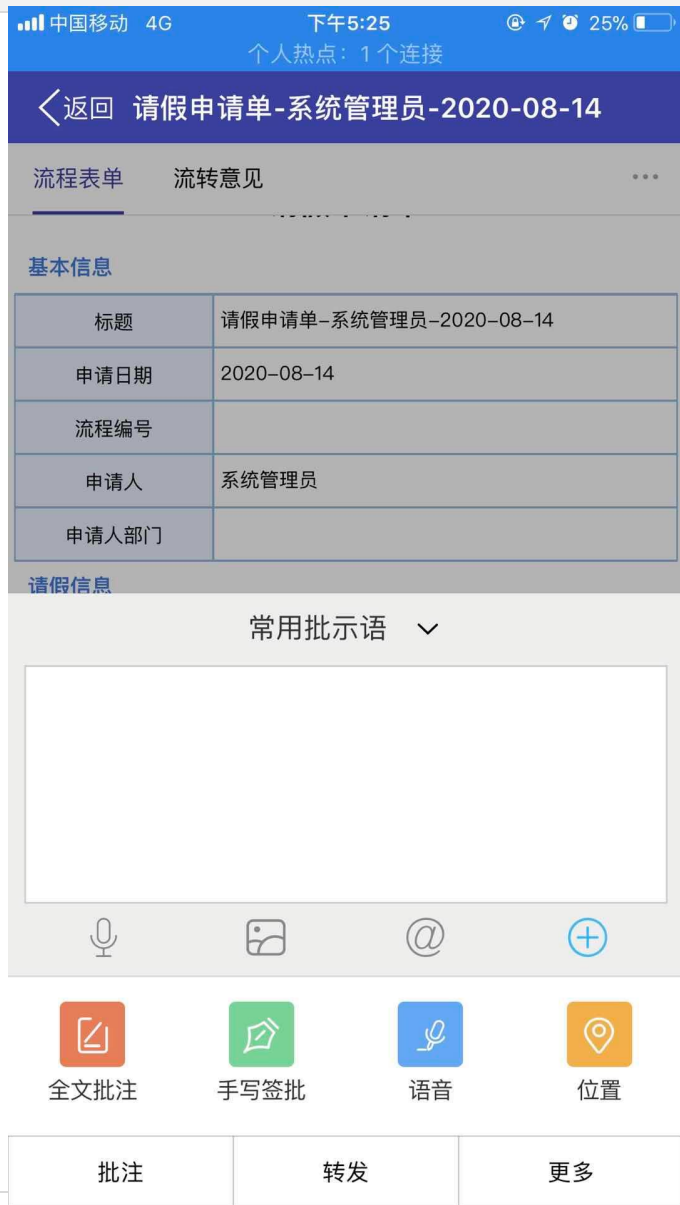 中国移动 4G 下午5:25 25%
个人热点：1个连接
返回 请假申请单-系统管理员-2020-08-14
流程表单 流转意见
基本信息
标题 请假申请单-系统管理员-2020-08-14
申请日期 2020-08-14
流程编号
申请人 系统管理员
申请人部门
请假信息
常用批示语
全文批注 手写签批 语音 位置
批注 转发 更多